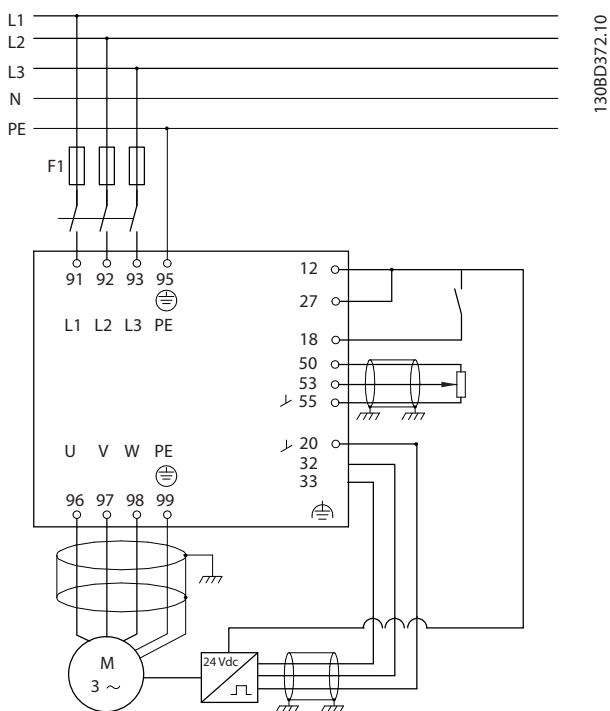 L1
L2
L3
N
PE
130BD372.10
F1
91 92 93 95
L1 L2 L3 PE
12
27
18
50
53
55
20
32
33
U V W PE
96 97 98 99
M
3 ~
24 Vdc